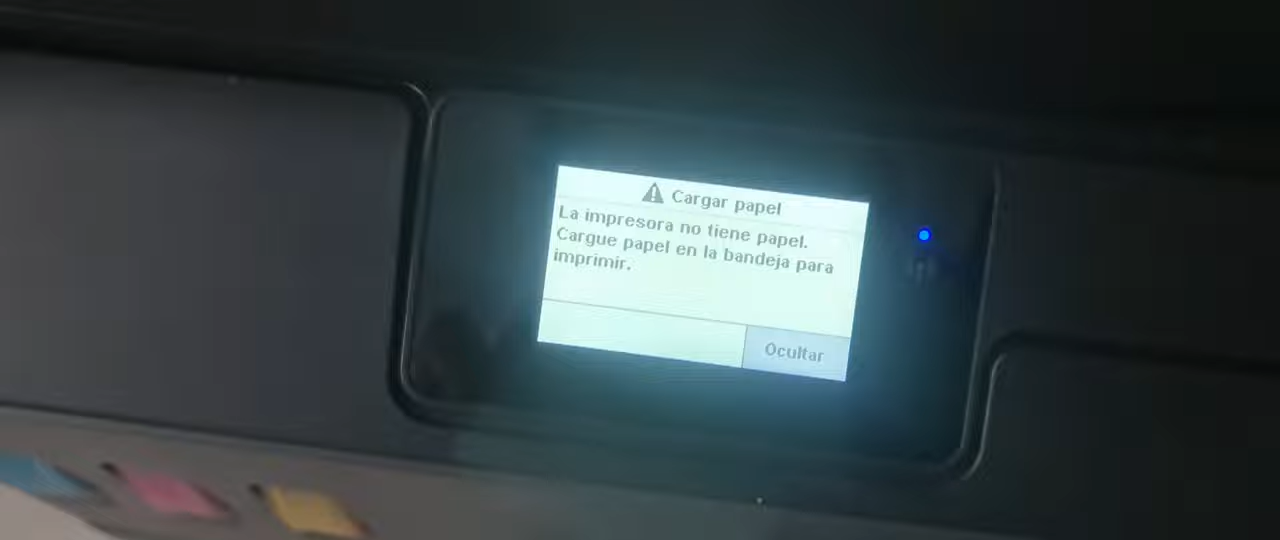 Cargar papel
La impresora no tiene papel.
Cargue papel en la bandeja para
imprimir.
Ocultar